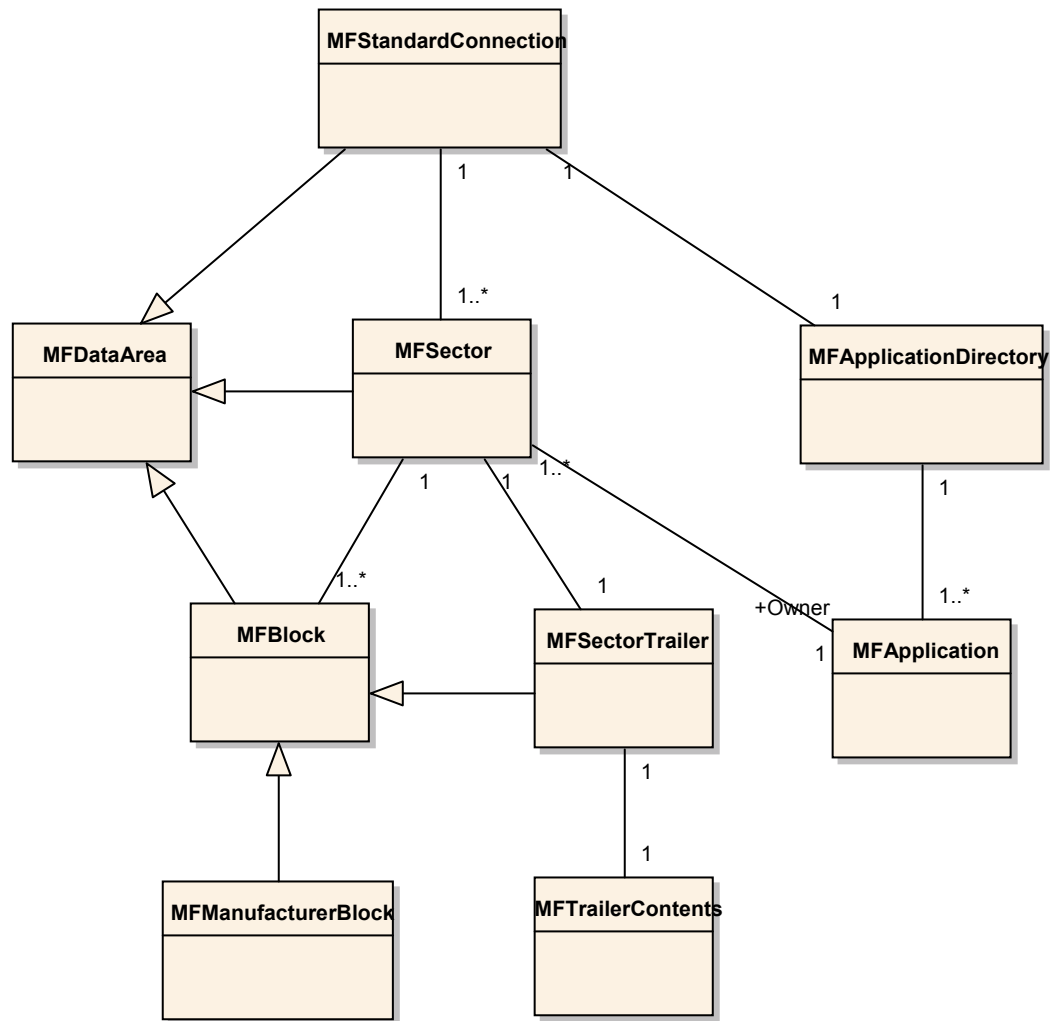 MFStandardConnection
1
1
1..*
1
MFDataArea
MFSector
MFApplicationDirectory
1
1
1..*
1
1..*
1
1..*
+Owner
1
MFBlock
MFSectorTrailer
MFApplication
1
1
MFManufacturerBlock
MFTrailerContents